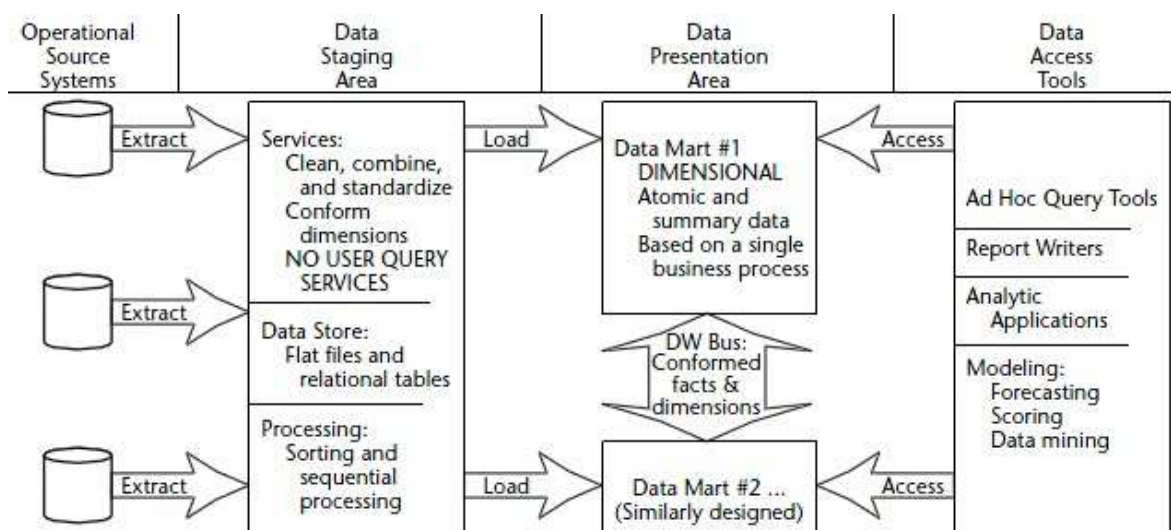 Operational
Source
Systems
Data
Staging
Area
Data
Presentation
Area
Data
Access
Tools
Extract
Extract
Extract
Services:
Clean, combine,
and standardize
Conform
dimensions
NO USER QUERY
SERVICES
Data Store:
Flat files and
relational tables
Processing:
Sorting and
sequential
processing
Load
Load
Data Mart #1
DIMENSIONAL
Atomic and
summary data
Based on a single
business process
DW Bus:
Conformed
facts &
dimensions
Data Mart #2 ...
(Similarly designed)
Access
Access
Ad Hoc Query Tools
Report Writers
Analytic
Applications
Modeling:
Forecasting
Scoring
Data mining